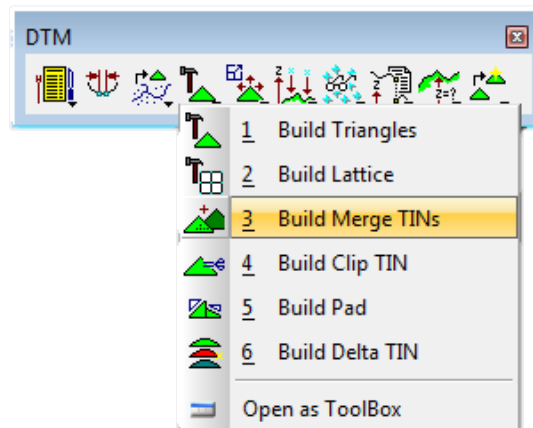 DTM
1 Build Triangles
2 Build Lattice
3 Build Merge TINs
4 Build Clip TIN
5 Build Pad
6 Build Delta TIN
Open as ToolBox